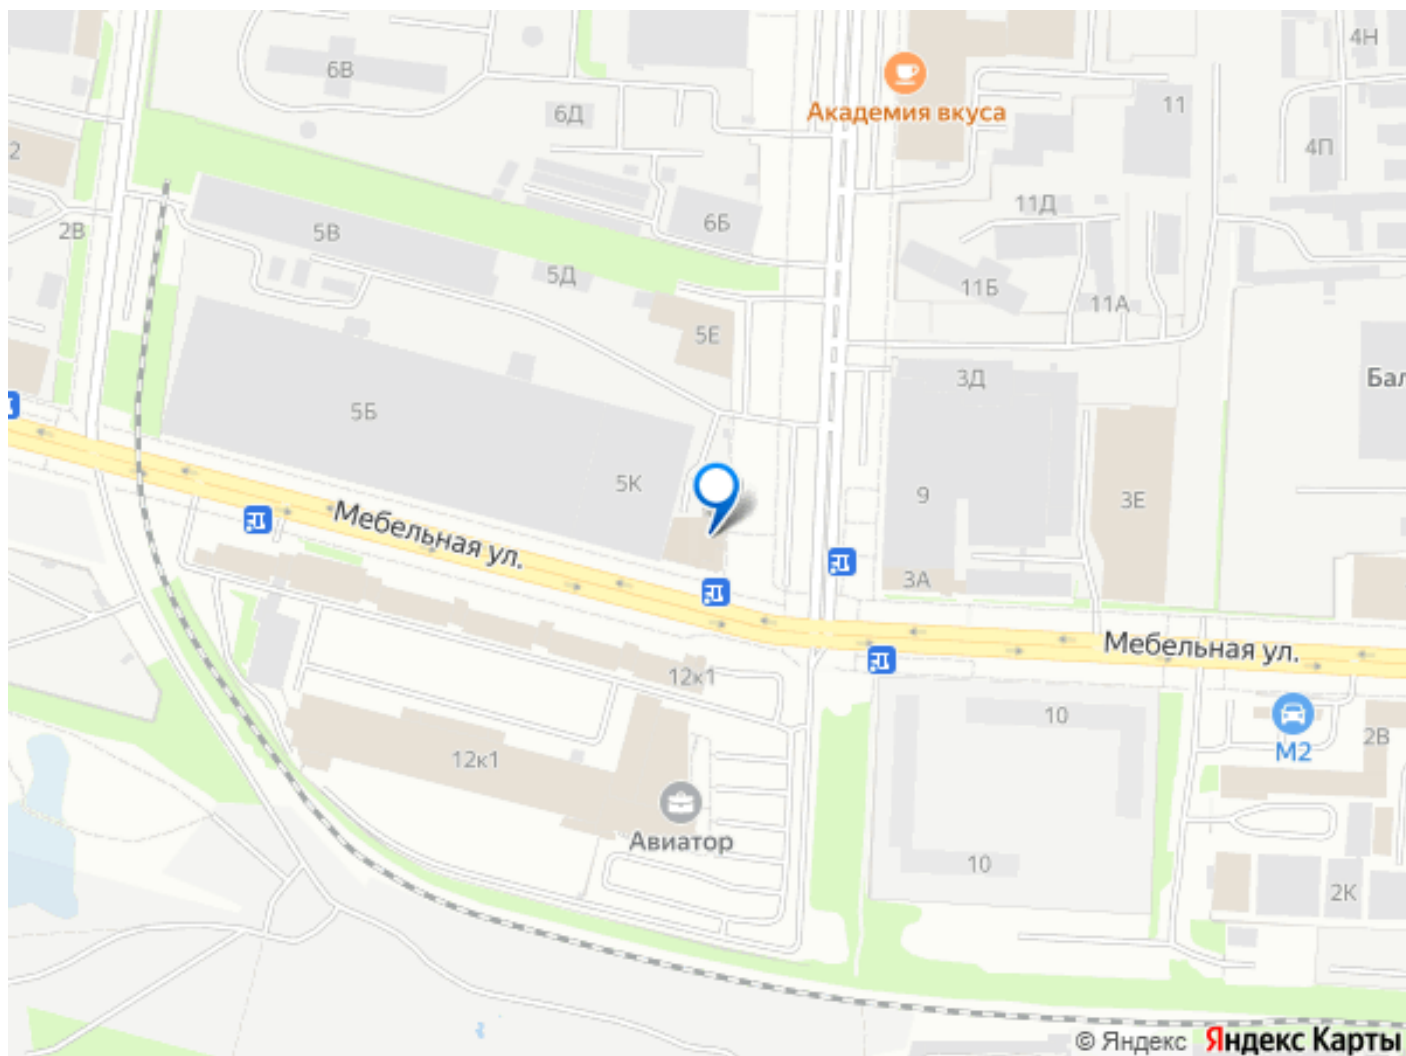 4Н
6В
Академия вкуса
11
6Д
4П
2
11Д
6Б
2В
5В
5Д
11Б
11А
5Е
3Д
Бал
5Б
5К
9
3Е
Мебельная ул.
3А
Мебельная ул.
12к1
10
2В
М2
12к1
Авиатор
10
2К
© Яндекс Яндекс Карты